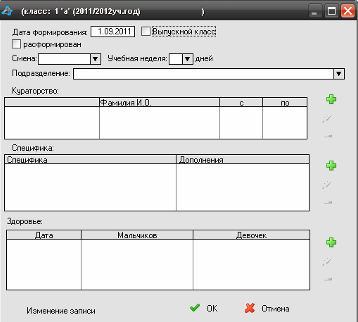 (класс: 1 "а" (2011/2012уч.год) )
Дата формирования: 1.09.2011 Выпускной класс
расформирован
Смена: Учебная неделя: дней
Подразделение:
Кураторство:
Фамилия И.О. с по
Специфика:
Специфика Дополнения
Здоровье:
Дата Мальчиков Девочек
Изменение записи OK Отмена